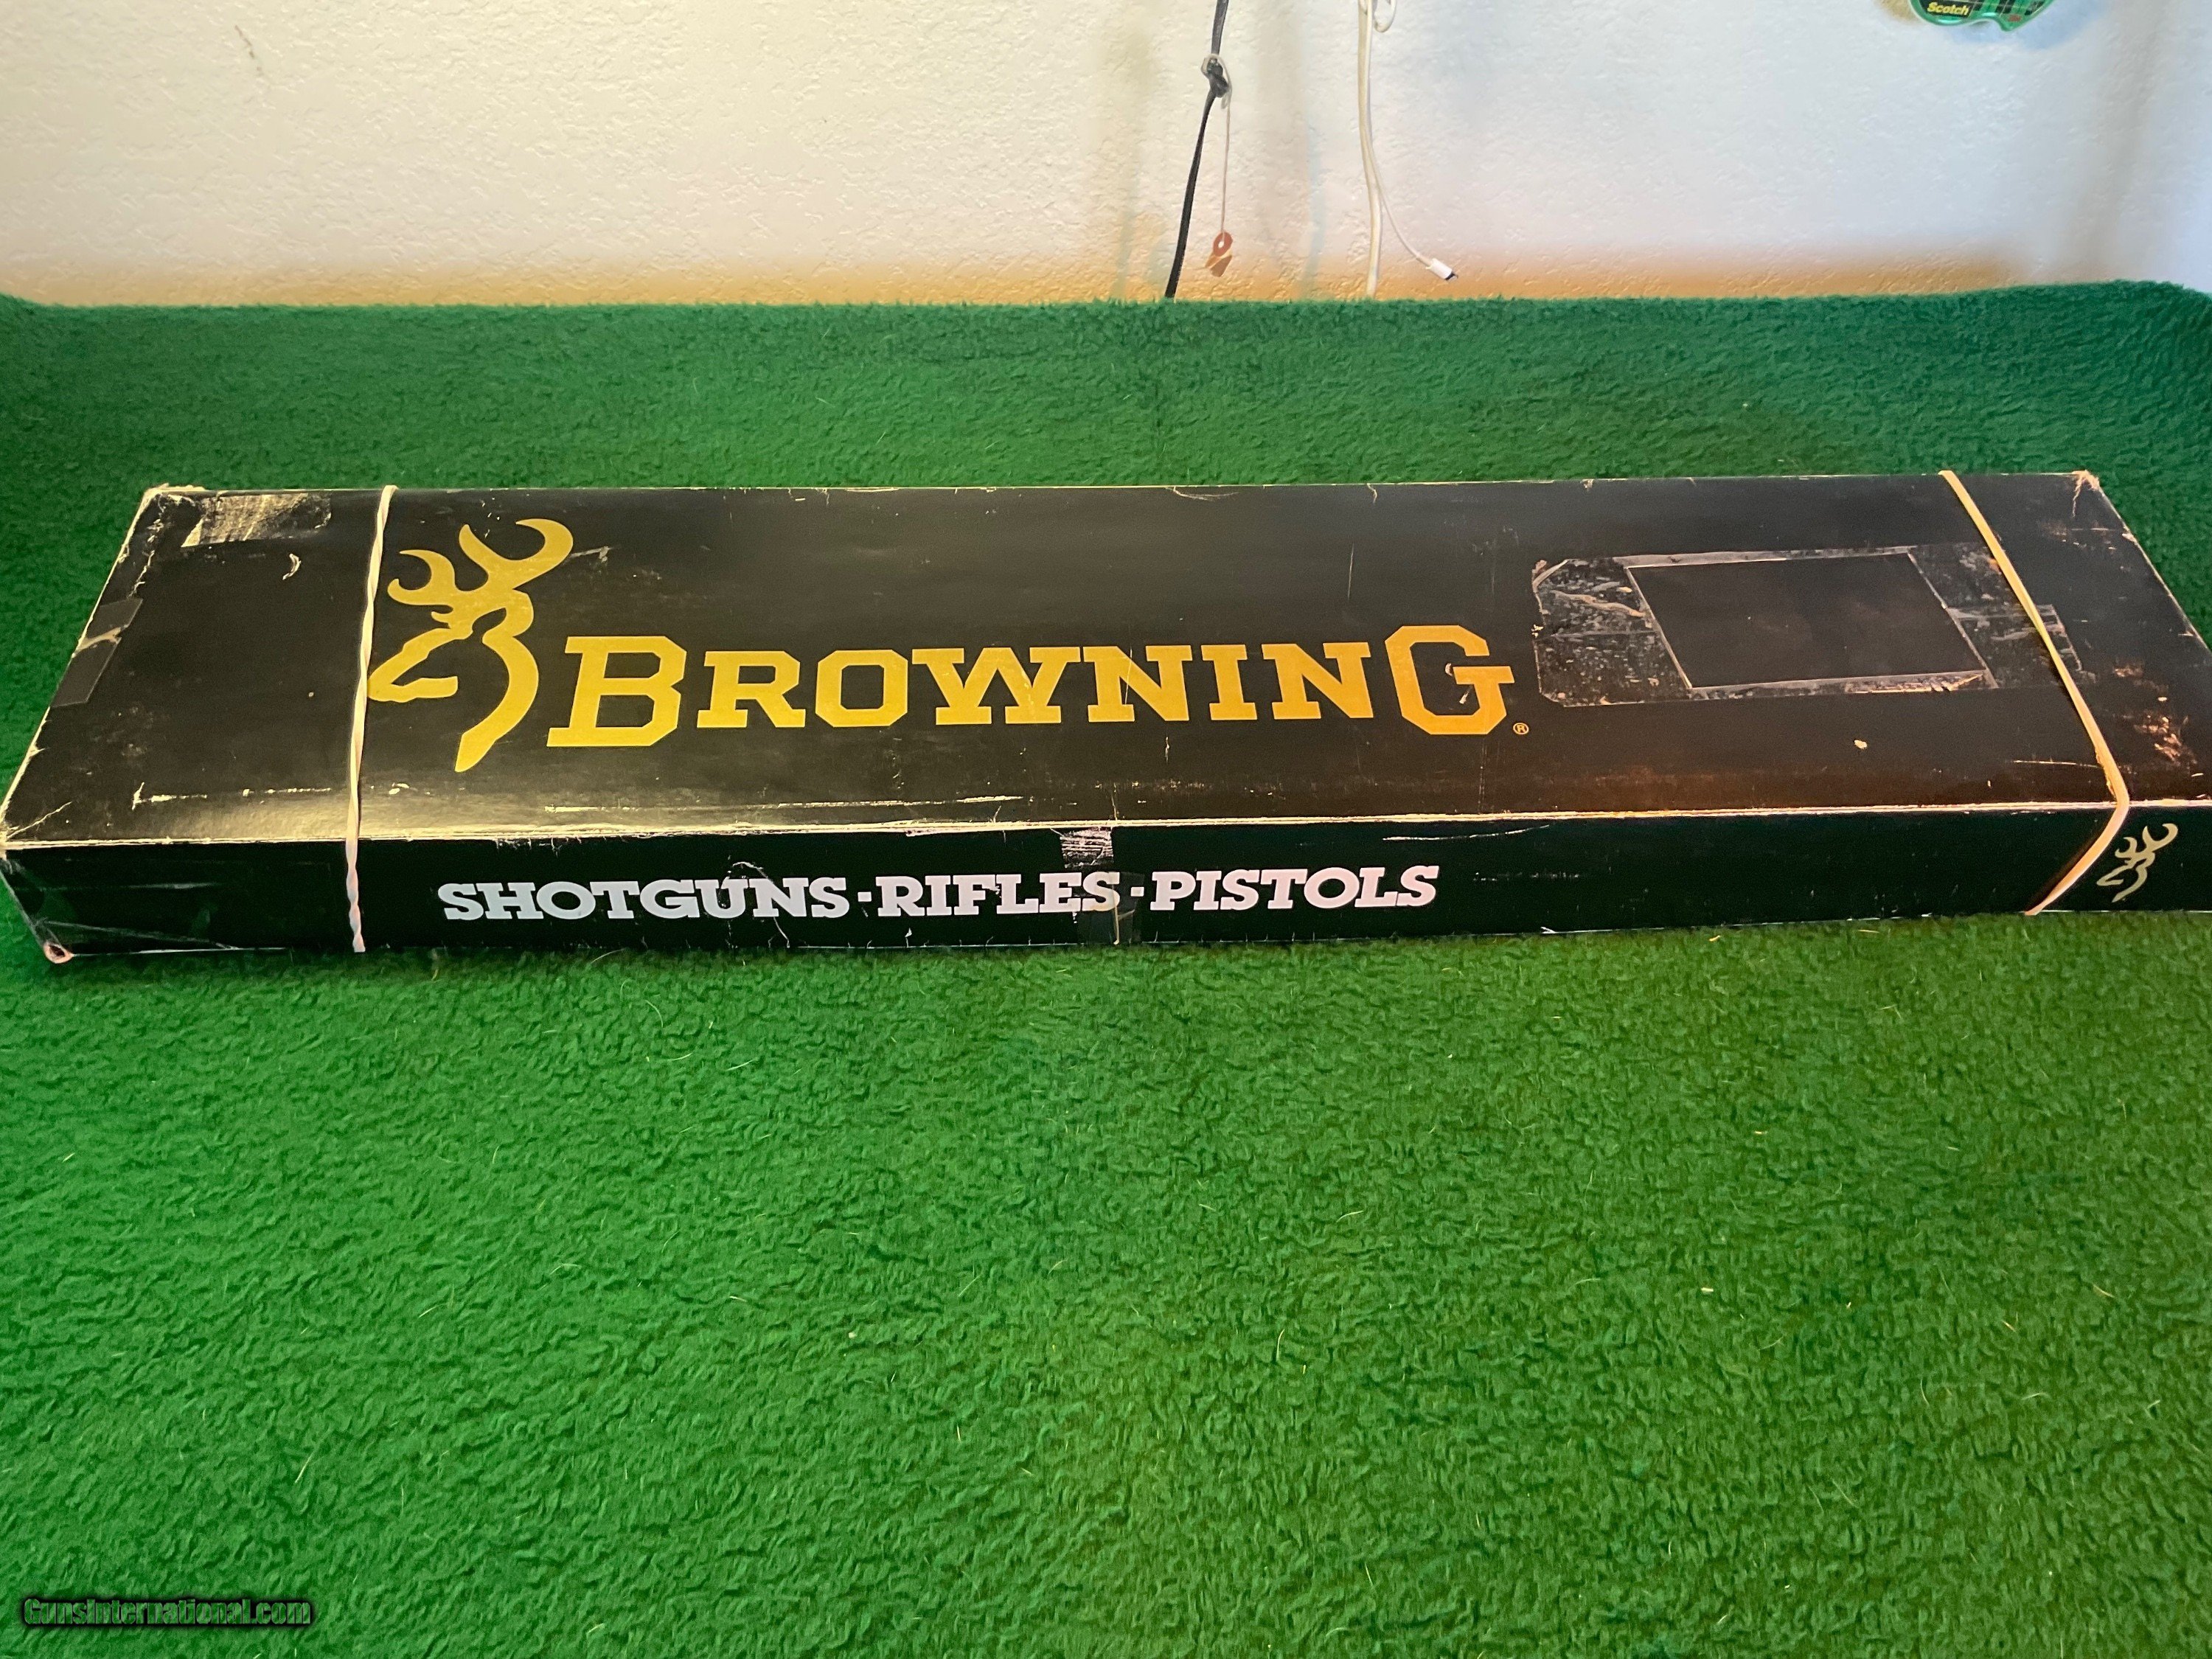 Scotch
BROWNING®
SHOTGUNS·RIFLES·PISTOLS
GunsInternational.com